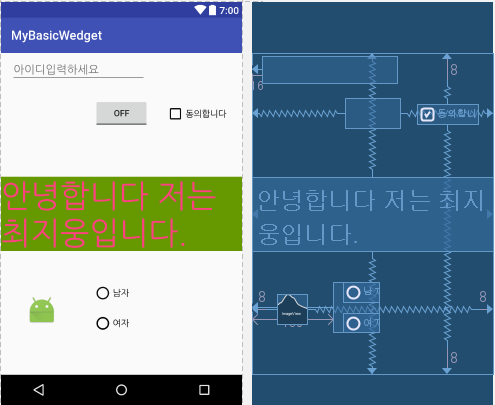 7:00
MyBasicWedget
아이디입력하세요
OFF
동의합니다
안녕합니다 저는
최지웅입니다.
남자
여자
8
16
동의합니다
안녕합니다 저는 최지
웅입니다.
8
남자
8
ImageView
여자
8